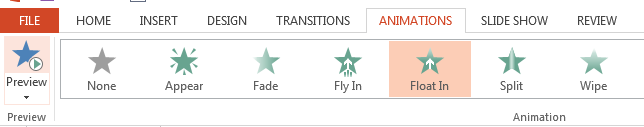 FILE HOME INSERT DESIGN TRANSITIONS ANIMATIONS SLIDE SHOW REVIEW
Preview None Appear Fade Fly In Float In Split Wipe
Preview Animation